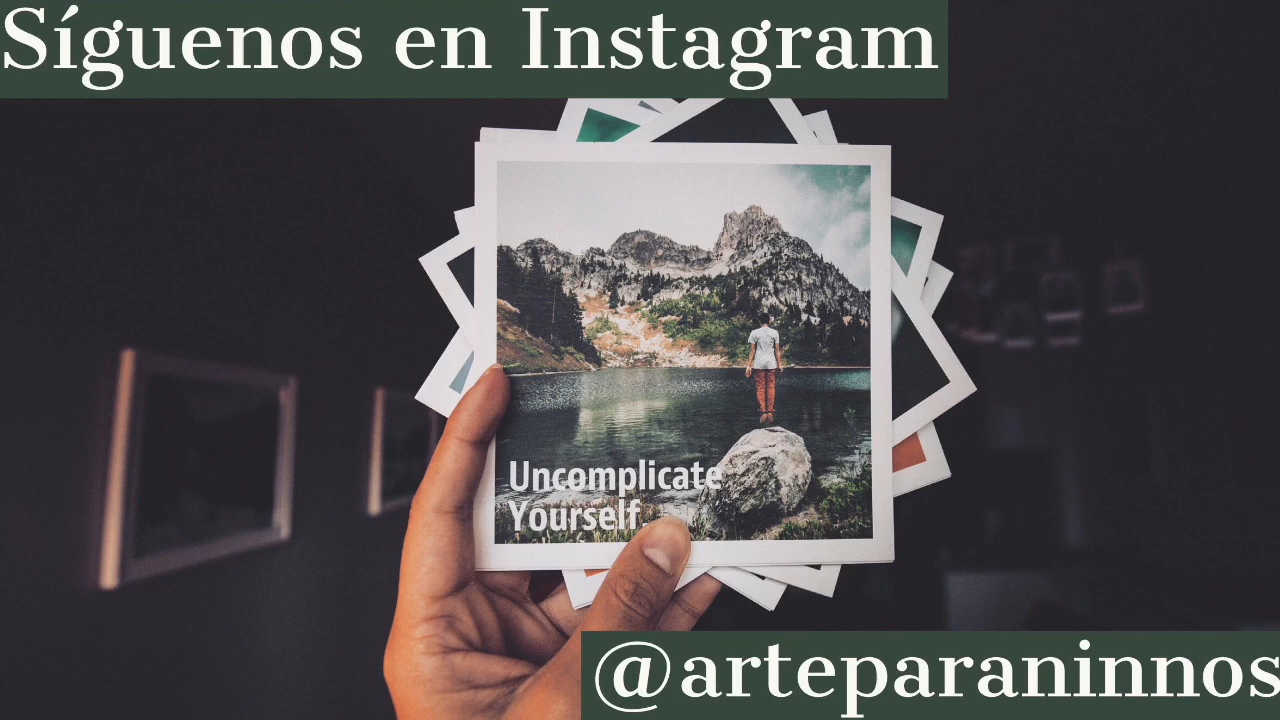 Síguenos en Instagram
Uncomplicate
Yourself.
@arteparaninnos